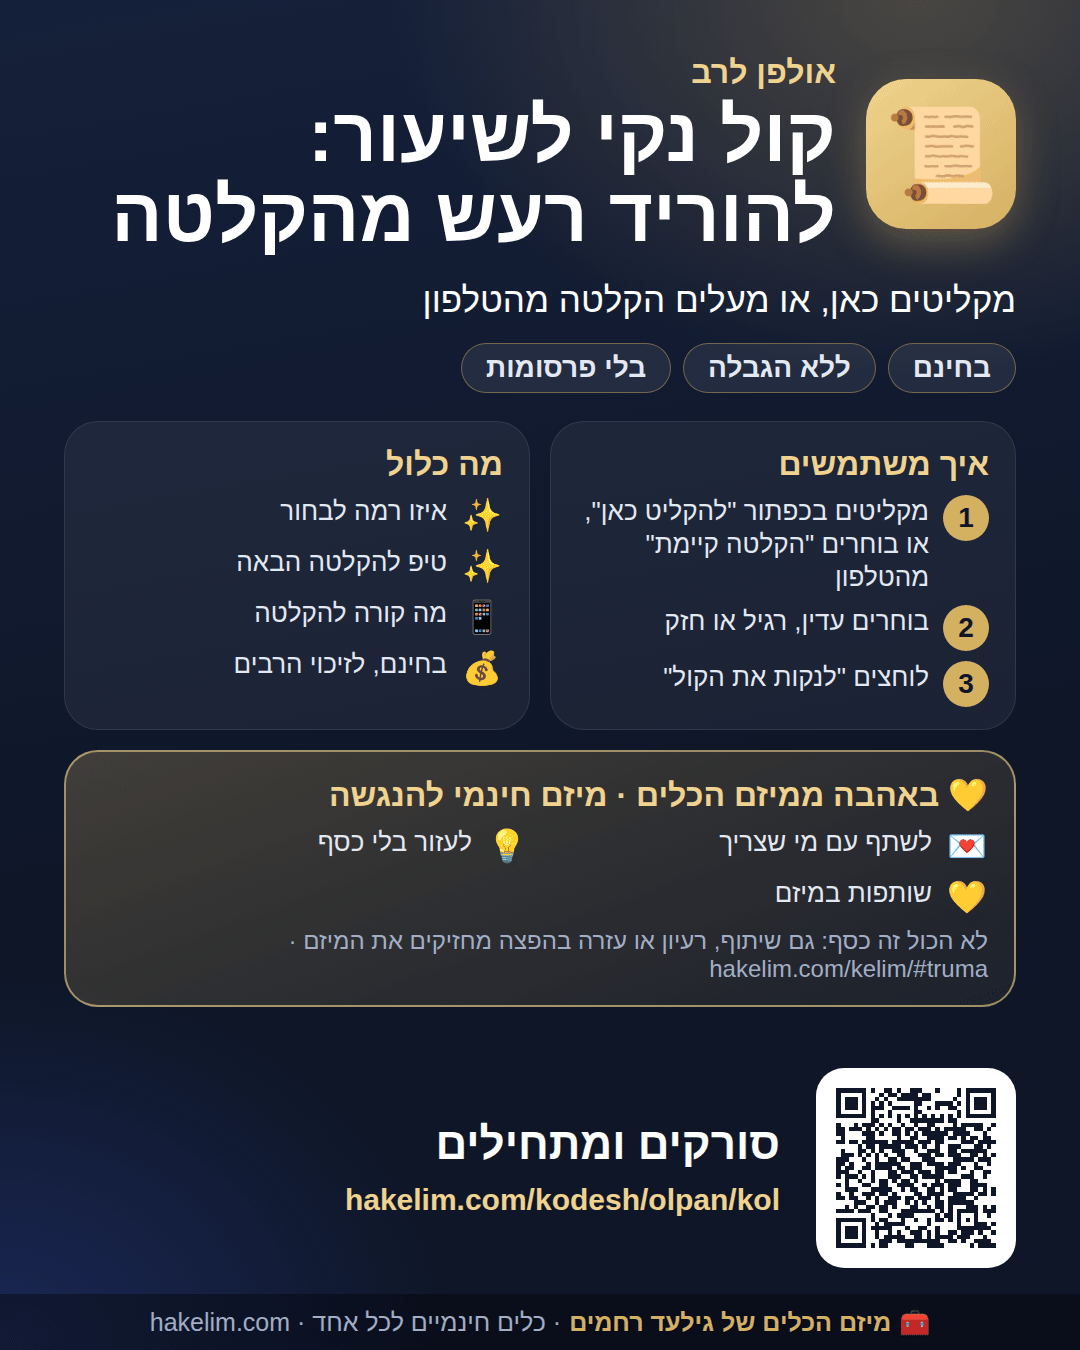 אולפן לרב
קול נקי לשיעור:
להוריד רעש מהקלטה
מקליטים כאן, או מעלים הקלטה מהטלפון
בחינם
ללא הגבלה
בלי פרסומות
איך משתמשים
1 מקליטים בכפתור "להקליט כאן",
או בוחרים "הקלטה קיימת"
מהטלפון
2 בוחרים עדין, רגיל או חזק
3 לוחצים "לנקות את הקול"
מה כלול
איזו רמה לבחור
טיפ להקלטה הבאה
מה קורה להקלטה
בחינם, לזיכוי הרבים
באהבה ממיזם הכלים · מיזם חינמי להנגשה
לשתף עם מי שצריך
לעזור בלי כסף
שותפות במיזם
לא הכול זה כסף: גם שיתוף, רעיון או עזרה בהפצה מחזיקים את המיזם ·
hakelim.com/kelim/#truma
סורקים ומתחילים
hakelim.com/kodesh/olpan/kol
מיזם הכלים של גילעד רחמים · כלים חינמיים לכל אחד · hakelim.com